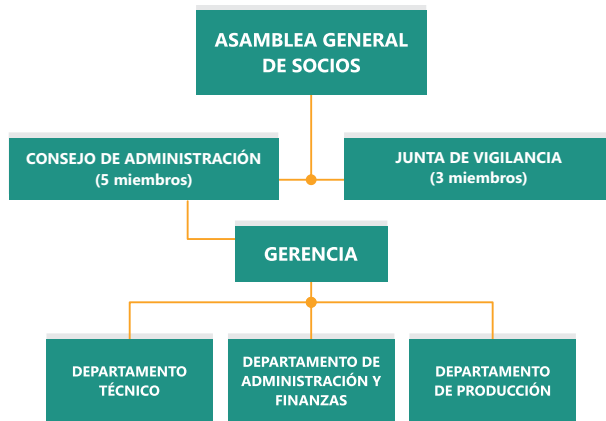 ASAMBLEA GENERAL
DE SOCIOS
CONSEJO DE ADMINISTRACIÓN
(5 miembros)
JUNTA DE VIGILANCIA
(3 miembros)
GERENCIA
DEPARTAMENTO
TÉCNICO
DEPARTAMENTO DE
ADMINISTRACIÓN Y
FINANZAS
DEPARTAMENTO
DE PRODUCCIÓN